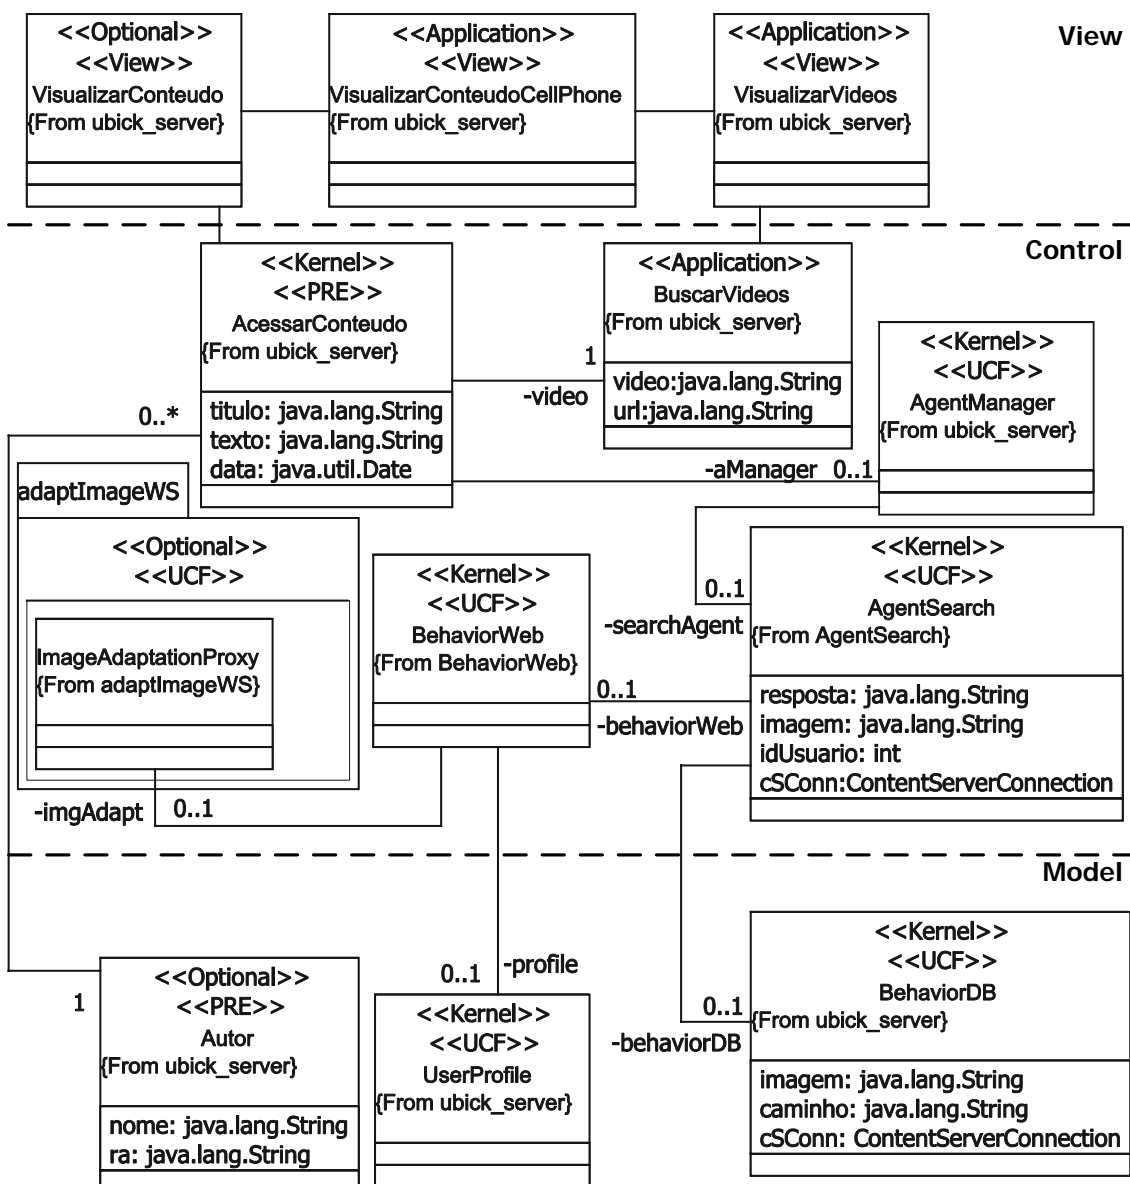 <<Optional>>
<<View>>
VisualizarConteudo
{From ubick_server}
<<Application>>
<<View>>
VisualizarConteudoCellPhone
{From ubick_server}
<<Application>>
<<View>>
VisualizarVideos
{From ubick_server}
View
Control
<<Kernel>>
<<PRE>>
AcessarConteudo
{From ubick_server}
titulo: java.lang.String
texto: java.lang.String
data: java.util.Date
<<Application>>
BuscarVideos
{From ubick_server}
video:java.lang.String
url:java.lang.String
1
-video
<<Kernel>>
<<UCF>>
AgentManager
{From ubick_server}
0..*
-aManager 0..1
adaptImageWS
<<Optional>>
<<UCF>>
ImageAdaptationProxy
{From adaptImageWS}
<<Kernel>>
<<UCF>>
BehaviorWeb
{From BehaviorWeb}
0..1
-searchAgent
<<Kernel>>
<<UCF>>
AgentSearch
{From AgentSearch}
resposta: java.lang.String
imagem: java.lang.String
idUsuario: int
cSConn:ContentServerConnection
0..1
-behaviorWeb
-imgAdapt 0..1
Model
1
<<Optional>>
<<PRE>>
Autor
{From ubick_server}
nome: java.lang.String
ra: java.lang.String
0..1 -profile
<<Kernel>>
<<UCF>>
UserProfile
{From ubick_server}
0..1
-behaviorDB
<<Kernel>>
<<UCF>>
BehaviorDB
{From ubick_server}
imagem: java.lang.String
caminho: java.lang.String
cSConn: ContentServerConnection